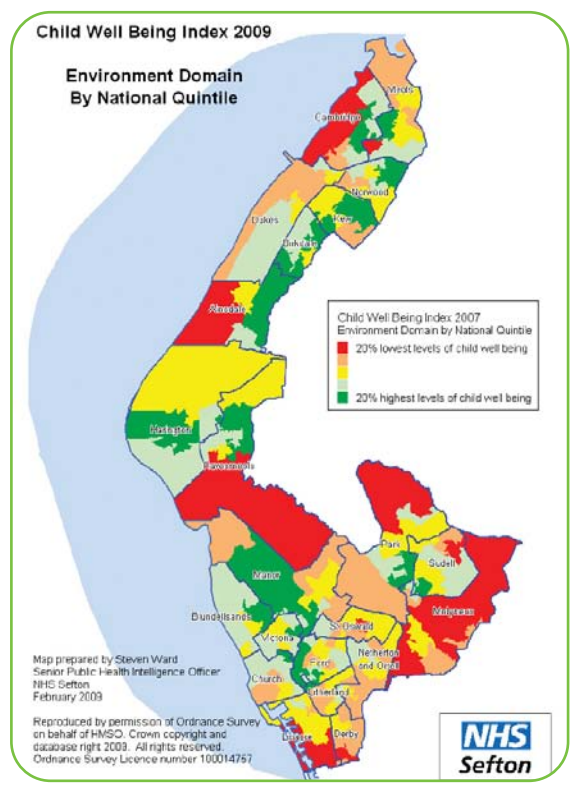 Child Well Being Index 2009
Environment Domain
By National Quintile
Meols
Cambridge
Norwood
Dukes
Kew
Birkdale
Ainsdale
Child Well Being Index 2007
Environment Domain by National Quintile
20% lowest levels of child well being
20% highest levels of child well being
Harington
Ravenmeols
Park
Sudell
Manor
Molyneux
Blundellsands
St Oswald
Victoria
Netherton
and Orrell
Ford
Church
Litherland
Linacre
Derby
Map prepared by Steven Ward
Senior Public Health Intelligence Officer
NHS Sefton
February 2009
Reproduced by permission of Ordnance Survey
on behalf of HMSO. Crown copyright and
database right 2009. All rights reserved.
Ordnance Survey Licence number 100014757
NHS
Sefton